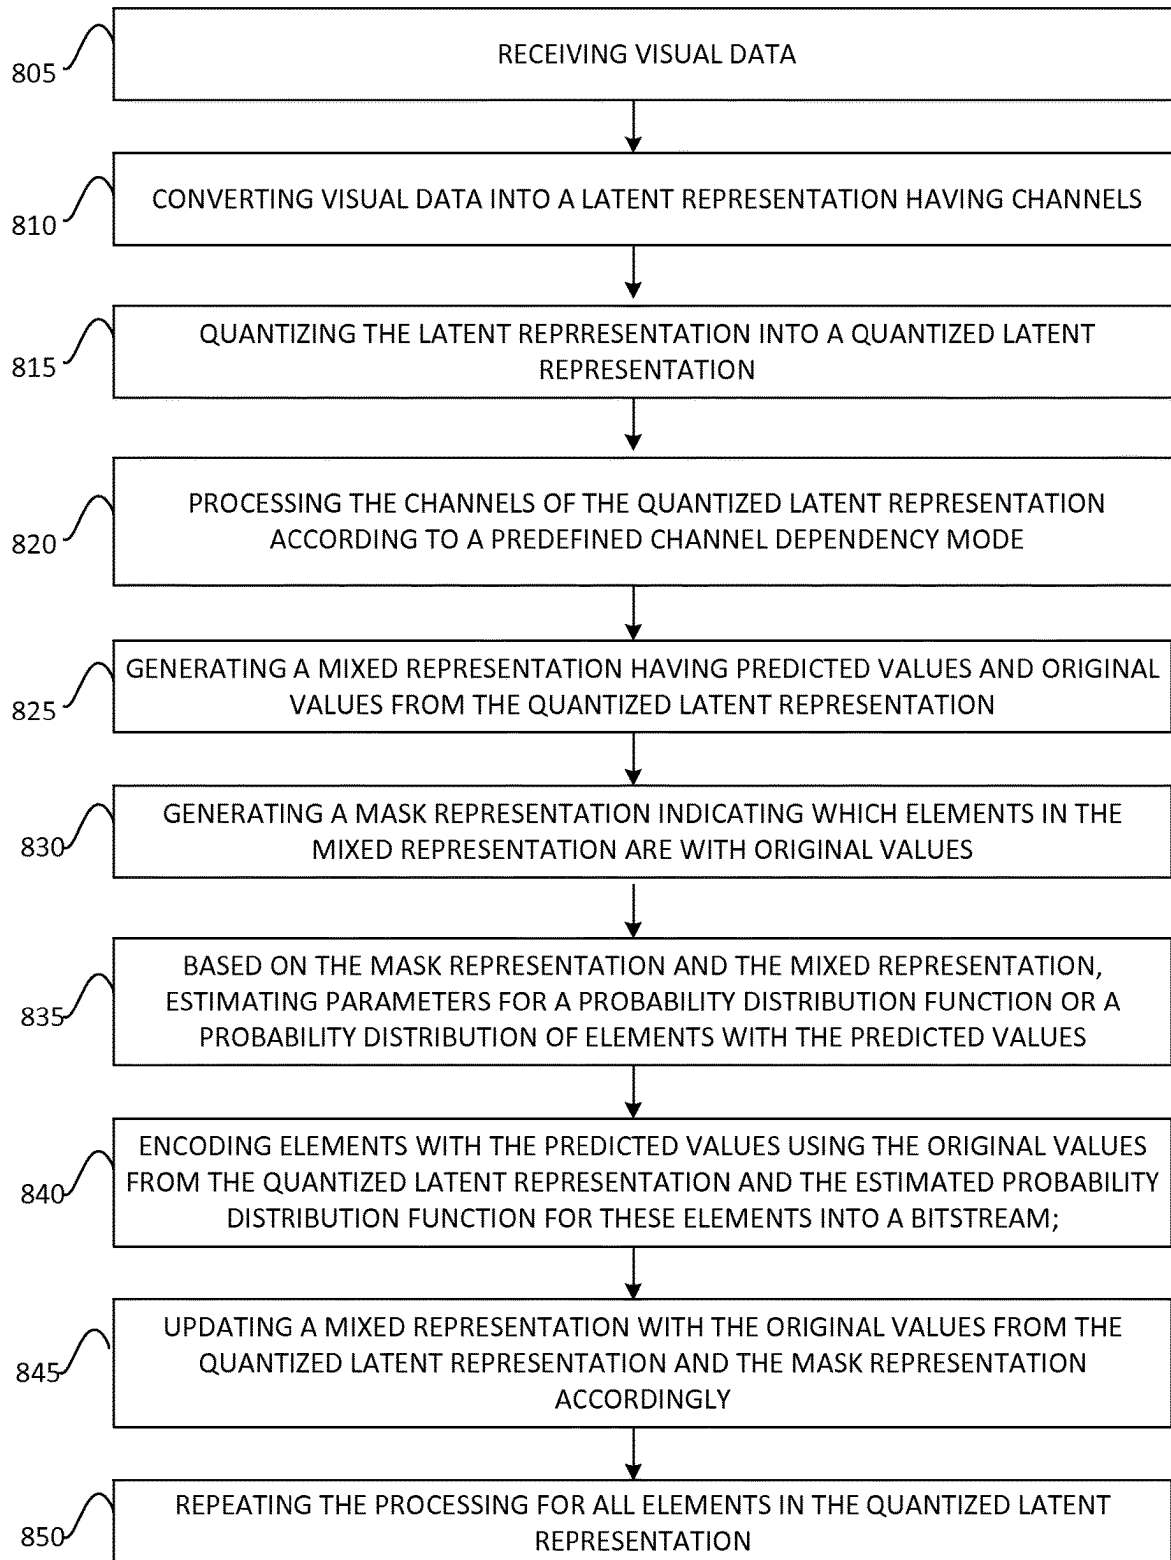 805
RECEIVING VISUAL DATA
810
CONVERTING VISUAL DATA INTO A LATENT REPRESENTATION HAVING CHANNELS
815
QUANTIZING THE LATENT REPRRESENTATION INTO A QUANTIZED LATENT
REPRESENTATION
820
PROCESSING THE CHANNELS OF THE QUANTIZED LATENT REPRESENTATION
ACCORDING TO A PREDEFINED CHANNEL DEPENDENCY MODE
825
GENERATING A MIXED REPRESENTATION HAVING PREDICTED VALUES AND ORIGINAL
VALUES FROM THE QUANTIZED LATENT REPRESENTATION
830
GENERATING A MASK REPRESENTATION INDICATING WHICH ELEMENTS IN THE
MIXED REPRESENTATION ARE WITH ORIGINAL VALUES
835
BASED ON THE MASK REPRESENTATION AND THE MIXED REPRESENTATION,
ESTIMATING PARAMETERS FOR A PROBABILITY DISTRIBUTION FUNCTION OR A
PROBABILITY DISTRIBUTION OF ELEMENTS WITH THE PREDICTED VALUES
840
ENCODING ELEMENTS WITH THE PREDICTED VALUES USING THE ORIGINAL VALUES
FROM THE QUANTIZED LATENT REPRESENTATION AND THE ESTIMATED PROBABILITY
DISTRIBUTION FUNCTION FOR THESE ELEMENTS INTO A BITSTREAM;
845
UPDATING A MIXED REPRESENTATION WITH THE ORIGINAL VALUES FROM THE
QUANTIZED LATENT REPRESENTATION AND THE MASK REPRESENTATION
ACCORDINGLY
850
REPEATING THE PROCESSING FOR ALL ELEMENTS IN THE QUANTIZED LATENT
REPRESENTATION